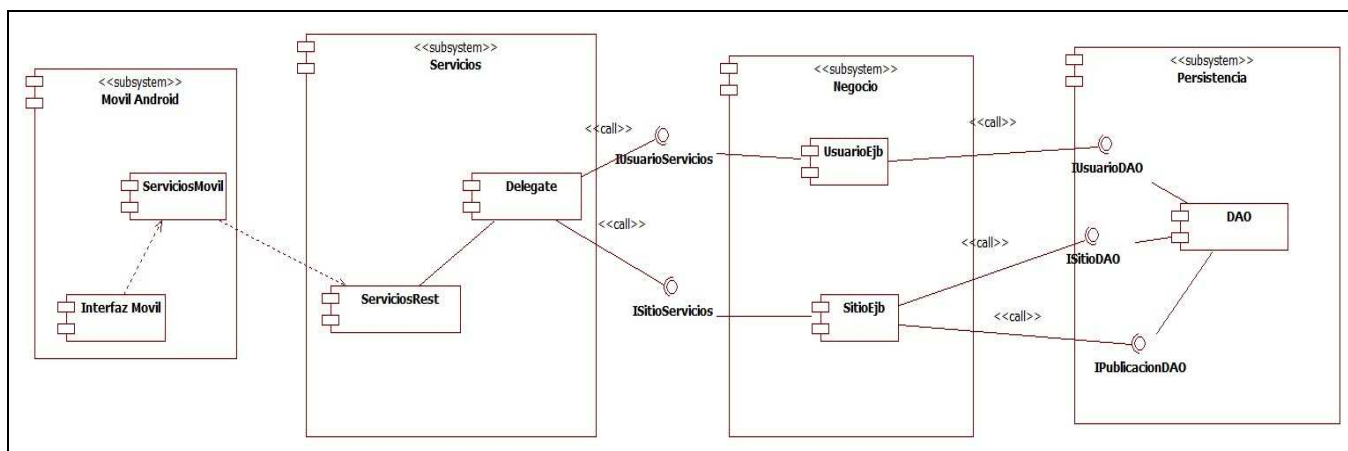 <<subsystem>>
Movil Android
ServiciosMovil
Interfaz Movil
<<subsystem>>
Servicios
Delegate
ServiciosRest
<<call>>
IUsuarioServicios
<<call>>
ISitioServicios
<<subsystem>>
Negocio
UsuarioEjb
SitioEjb
<<call>>
<<call>>
<<call>>
<<subsystem>>
Persistencia
IUsuarioDAO
DAO
ISitioDAO
IPublicacionDAO